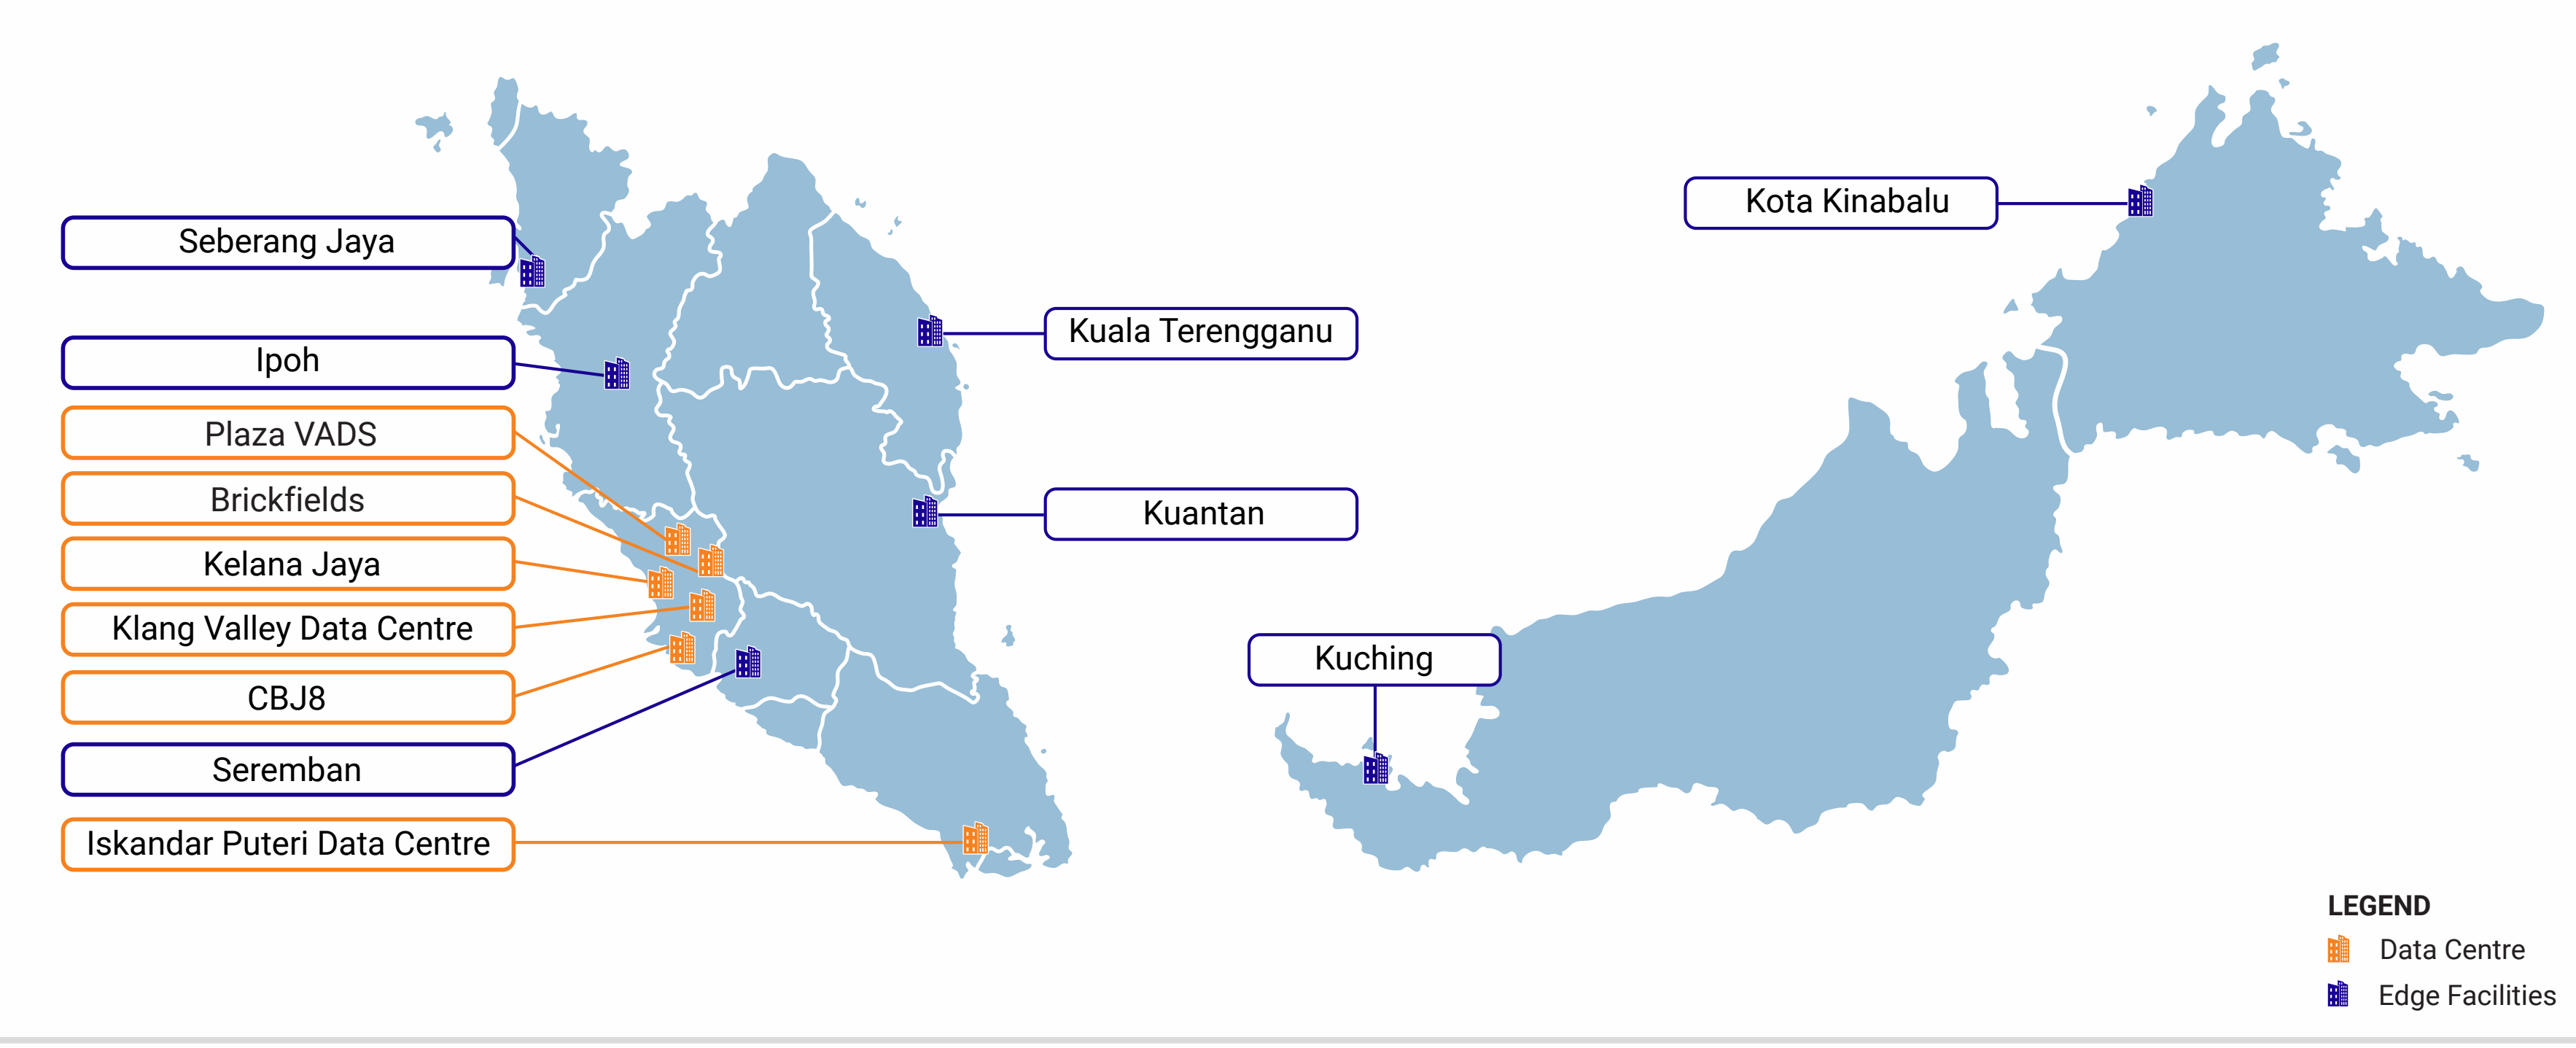 Seberang Jaya
Ipoh
Plaza VADS
Brickfields
Kelana Jaya
Klang Valley Data Centre
CBJ8
Seremban
Iskandar Puteri Data Centre
Kuala Terengganu
Kuantan
Kota Kinabalu
Kuching
LEGEND
Data Centre
Edge Facilities